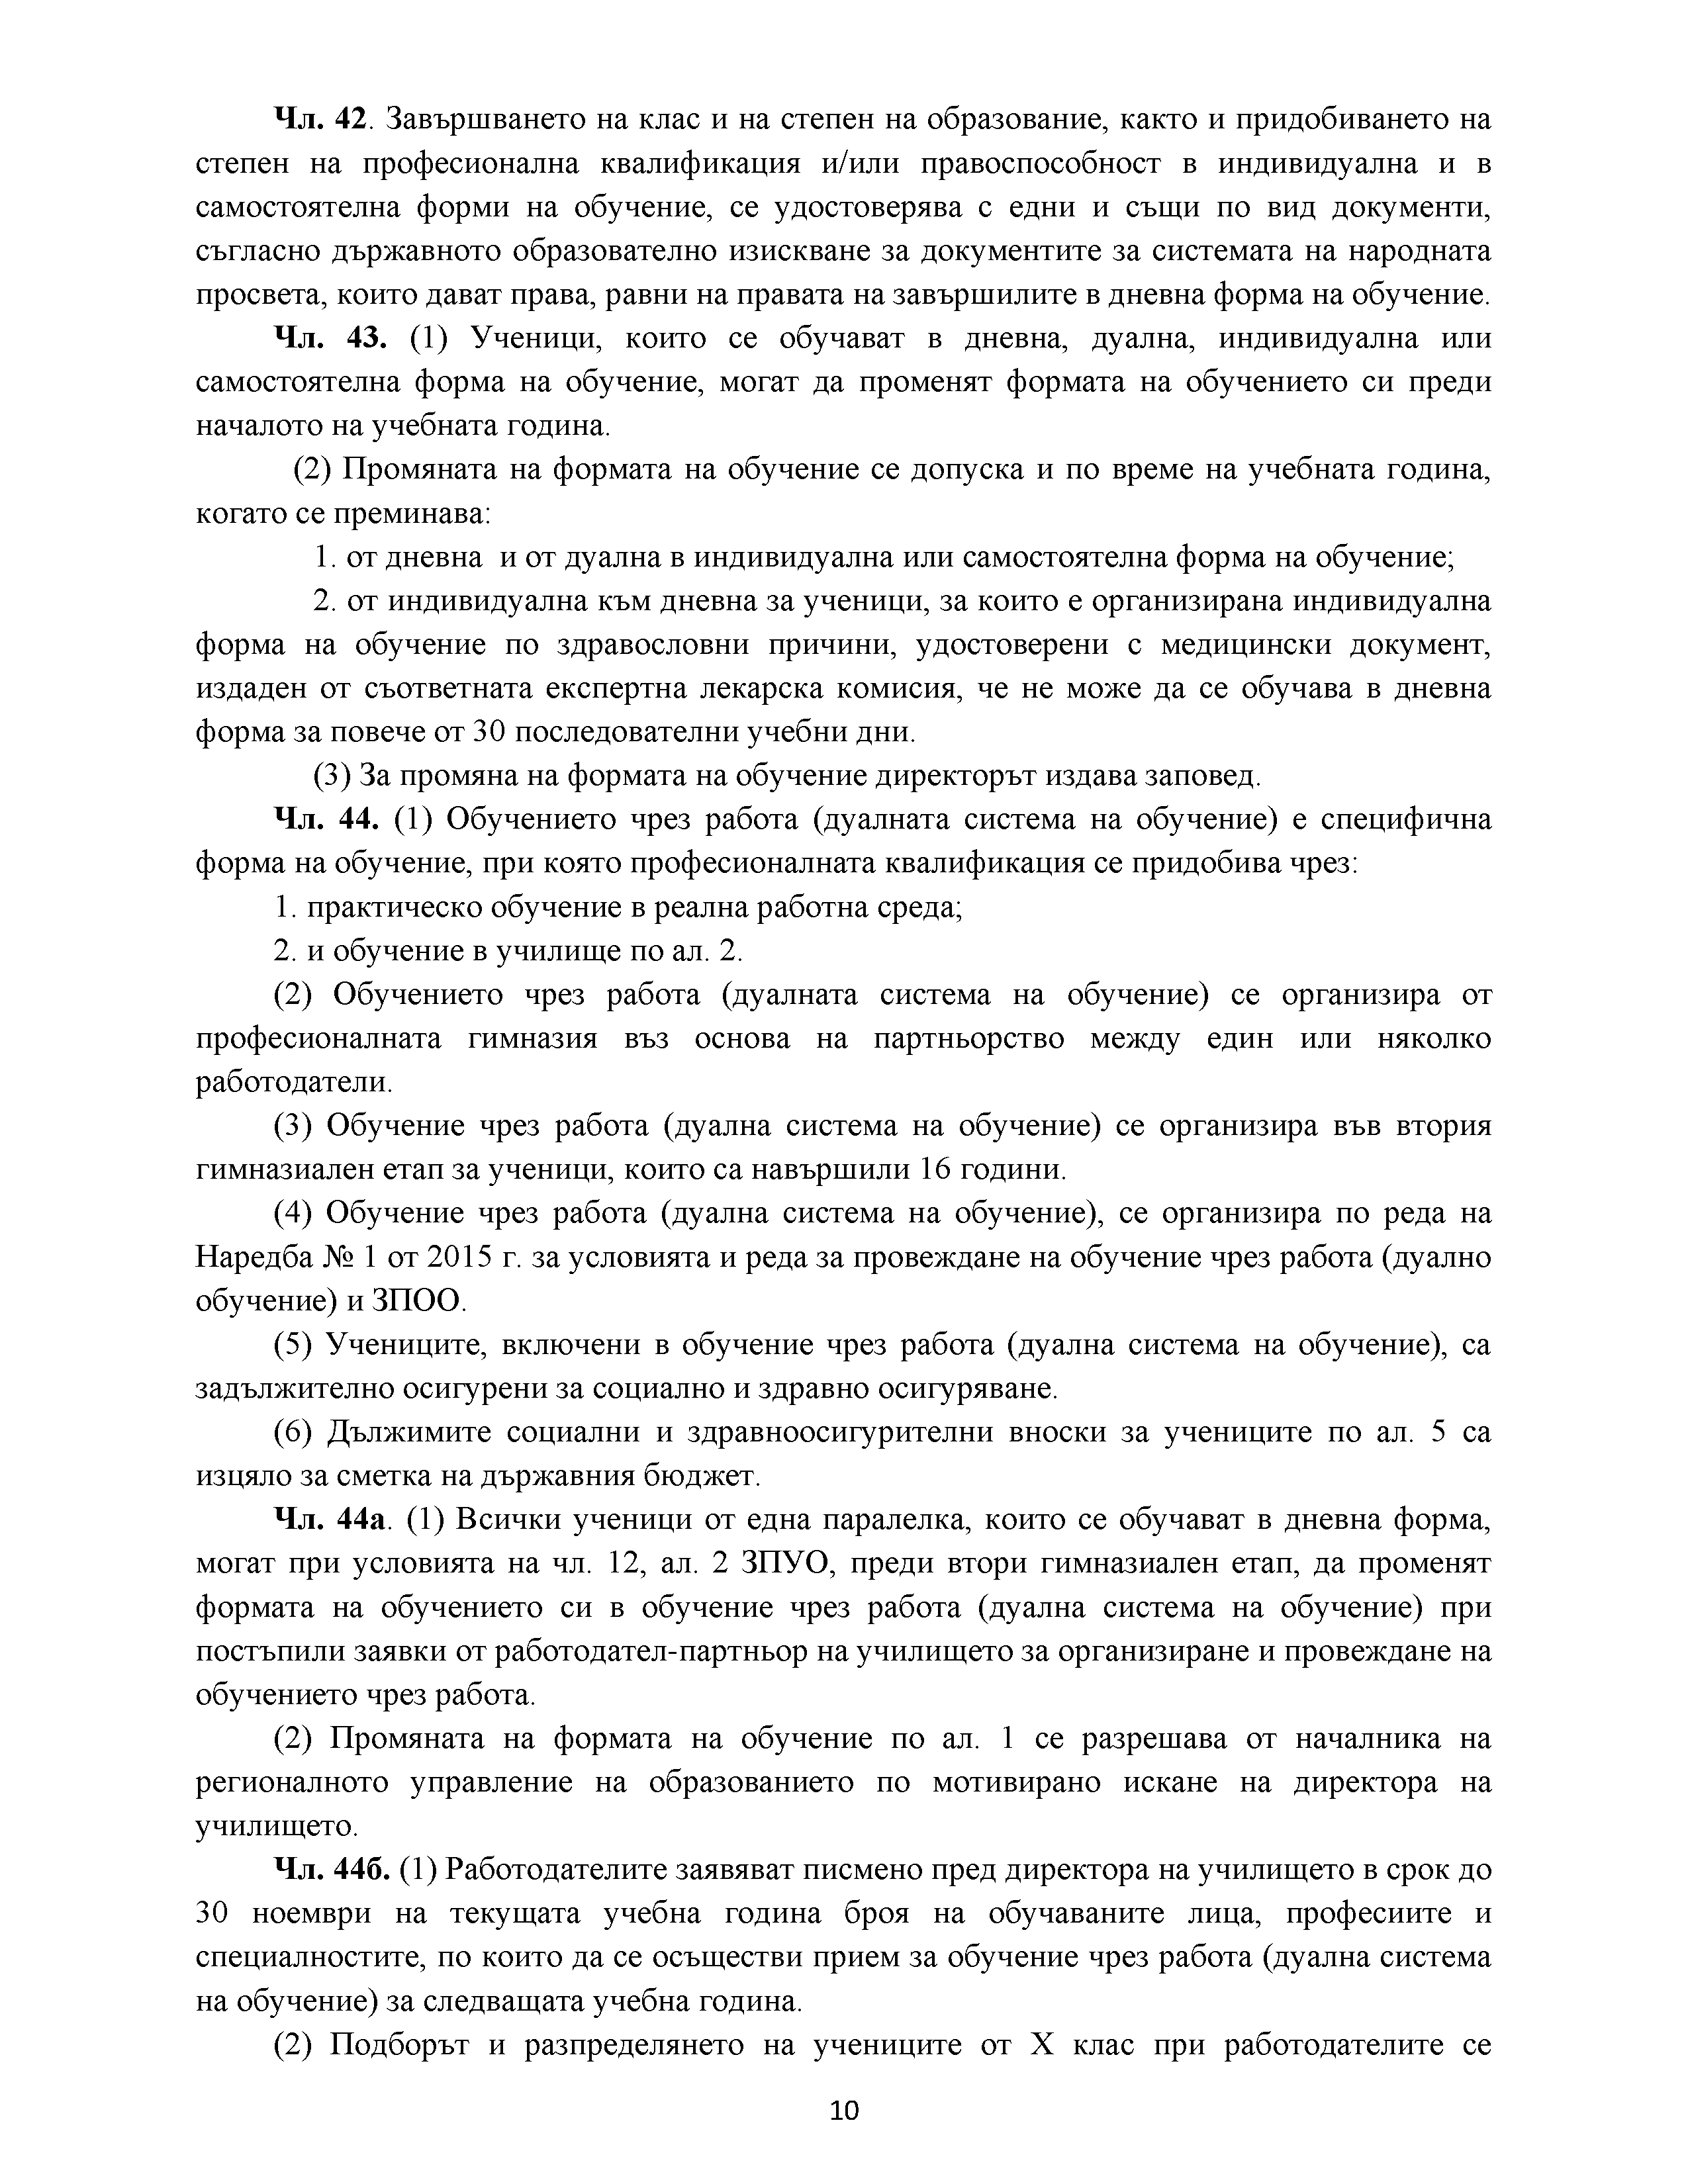 Чл. 42. Завършването на клас и на степен на образование, както и придобиването на
степен на професионална квалификация и/или правоспособност в индивидуална и в
самостоятелна форми на обучение, се удостоверява с едни и същи по вид документи,
съгласно държавното образователно изискване за документите за системата на народната
просвета, които дават права, равни на правата на завършилите в дневна форма на обучение.
Чл. 43. (1) Ученици, които се обучават в дневна, дуална, индивидуална или
самостоятелна форма на обучение, могат да променят формата на обучението си преди
началото на учебната година.
(2) Промяната на формата на обучение се допуска и по време на учебната година,
когато се преминава:
1. от дневна  и от дуална в индивидуална или самостоятелна форма на обучение;
2. от индивидуална към дневна за ученици, за които е организирана индивидуална
форма на обучение по здравословни причини, удостоверени с медицински документ,
издаден от съответната експертна лекарска комисия, че не може да се обучава в дневна
форма за повече от 30 последователни учебни дни.
(3) За промяна на формата на обучение директорът издава заповед.
Чл. 44. (1) Обучението чрез работа (дуалната система на обучение) е специфична
форма на обучение, при която професионалната квалификация се придобива чрез:
1. практическо обучение в реална работна среда;
2. и обучение в училище по ал. 2.
(2) Обучението чрез работа (дуалната система на обучение) се организира от
професионалната гимназия въз основа на партньорство между един или няколко
работодатели.
(3) Обучение чрез работа (дуална система на обучение) се организира във втория
гимназиален етап за ученици, които са навършили 16 години.
(4) Обучение чрез работа (дуална система на обучение), се организира по реда на
Наредба № 1 от 2015 г. за условията и реда за провеждане на обучение чрез работа (дуално
обучение) и ЗПОО.
(5) Учениците, включени в обучение чрез работа (дуална система на обучение), са
задължително осигурени за социално и здравно осигуряване.
(6) Дължимите социални и здравноосигурителни вноски за учениците по ал. 5 са
изцяло за сметка на държавния бюджет.
Чл. 44а. (1) Всички ученици от една паралелка, които се обучават в дневна форма,
могат при условията на чл. 12, ал. 2 ЗПУО, преди втори гимназиален етап, да променят
формата на обучението си в обучение чрез работа (дуална система на обучение) при
постъпили заявки от работодател-партньор на училището за организиране и провеждане на
обучението чрез работа.
(2) Промяната на формата на обучение по ал. 1 се разрешава от началника на
регионалното управление на образованието по мотивирано искане на директора на
училището.
Чл. 44б. (1) Работодателите заявяват писмено пред директора на училището в срок до
30 ноември на текущата учебна година броя на обучаваните лица, професиите и
специалностите, по които да се осъществи прием за обучение чрез работа (дуална система
на обучение) за следващата учебна година.
(2) Подборът и разпределянето на учениците от X клас при работодателите се
10